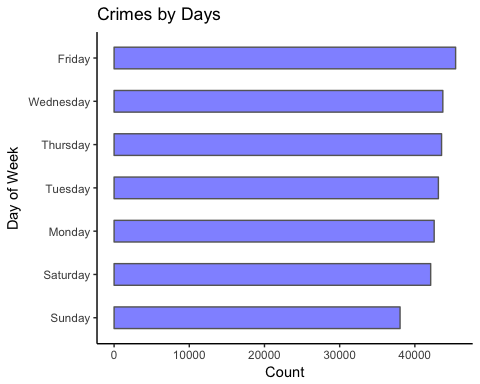 Crimes by Days
Day of Week
Friday
Wednesday
Thursday
Tuesday
Monday
Saturday
Sunday
0 10000 20000 30000 40000
Count